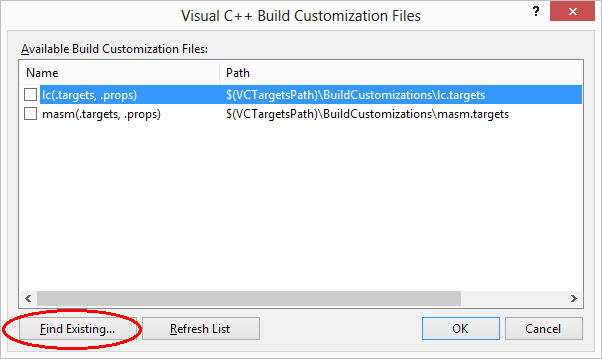 Visual C++ Build Customization Files
?
Available Build Customization Files:
Name Path
lc(.targets, .props) $(VCTargetsPath)\BuildCustomizations\lc.targets
masm(.targets, .props) $(VCTargetsPath)\BuildCustomizations\masm.targets
Find Existing... Refresh List OK Cancel